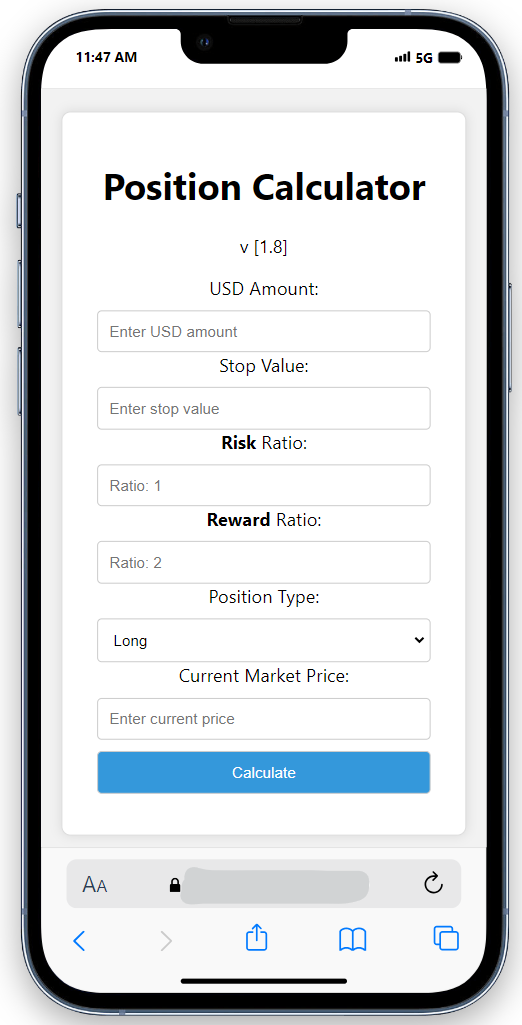 11:47 AM 5G
Position Calculator
v [1.8]
USD Amount:
Enter USD amount
Stop Value:
Enter stop value
Risk Ratio:
Ratio: 1
Reward Ratio:
Ratio: 2
Position Type:
Long
Current Market Price:
Enter current price
Calculate
AA